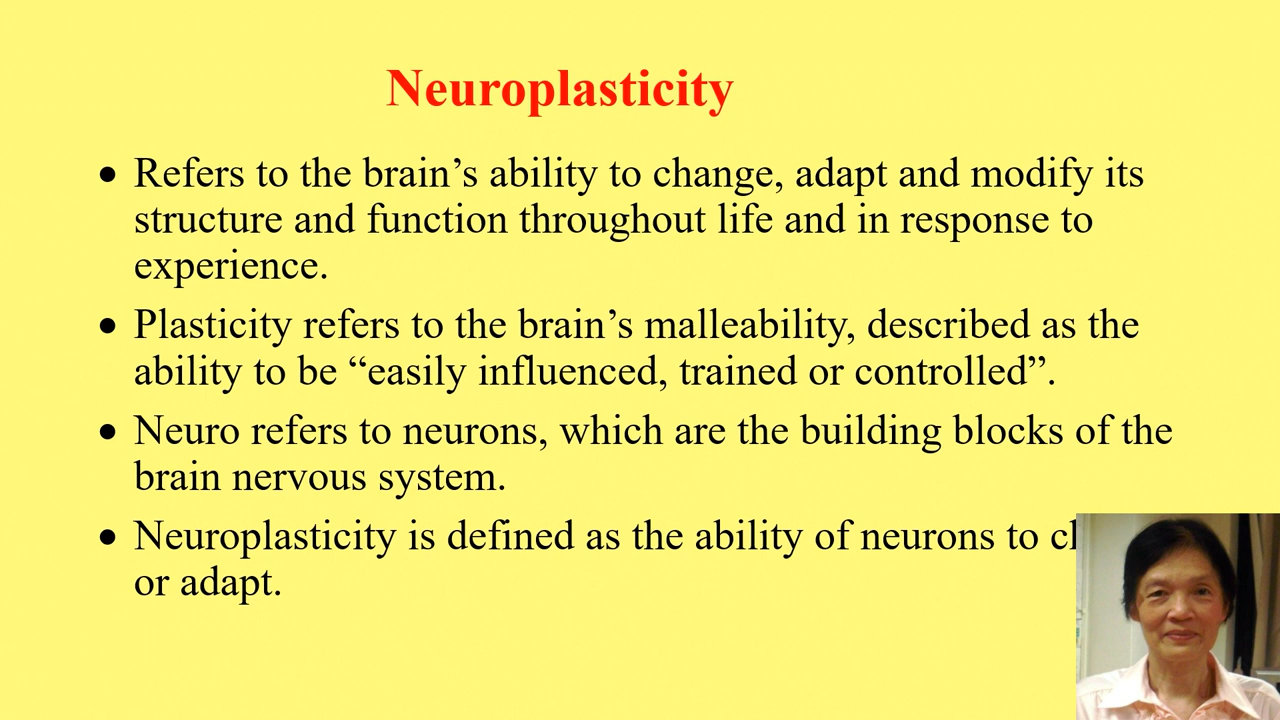 Neuroplasticity
• Refers to the brain’s ability to change, adapt and modify its
structure and function throughout life and in response to
experience.
• Plasticity refers to the brain’s malleability, described as the
ability to be “easily influenced, trained or controlled”.
• Neuro refers to neurons, which are the building blocks of the
brain nervous system.
• Neuroplasticity is defined as the ability of neurons to
or adapt.